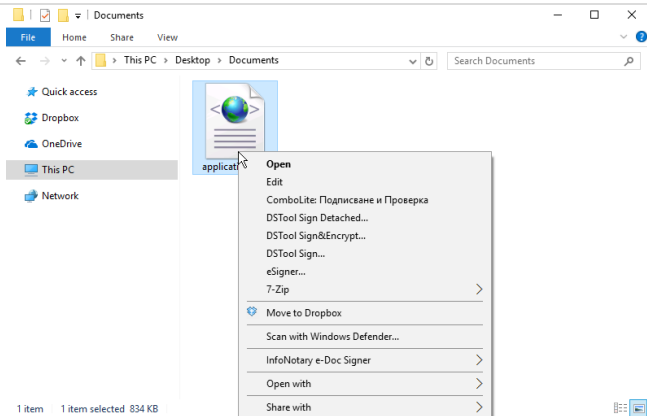 Documents
File Home Share View
This PC > Desktop > Documents
Search Documents
Quick access
Dropbox
OneDrive
This PC
Network
Open
Edit
ComboLite: Подписване и Проверка
DSTool Sign Detached...
DSTool Sign&Encrypt...
DSTool Sign...
eSigner...
7-Zip
Move to Dropbox
Scan with Windows Defender...
InfoNotary e-Doc Signer
Open with
Share with
1 item 1 item selected 834 KB